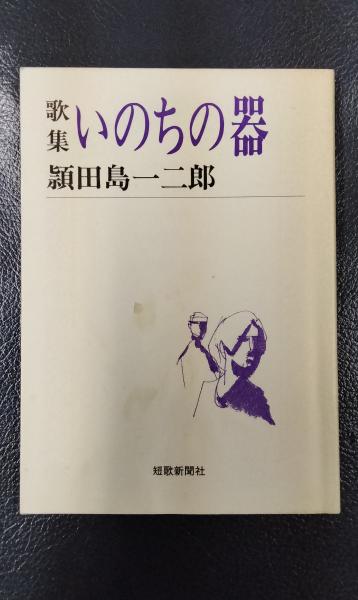 歌集 いのちの器
頴田島一二郎
短歌新聞社